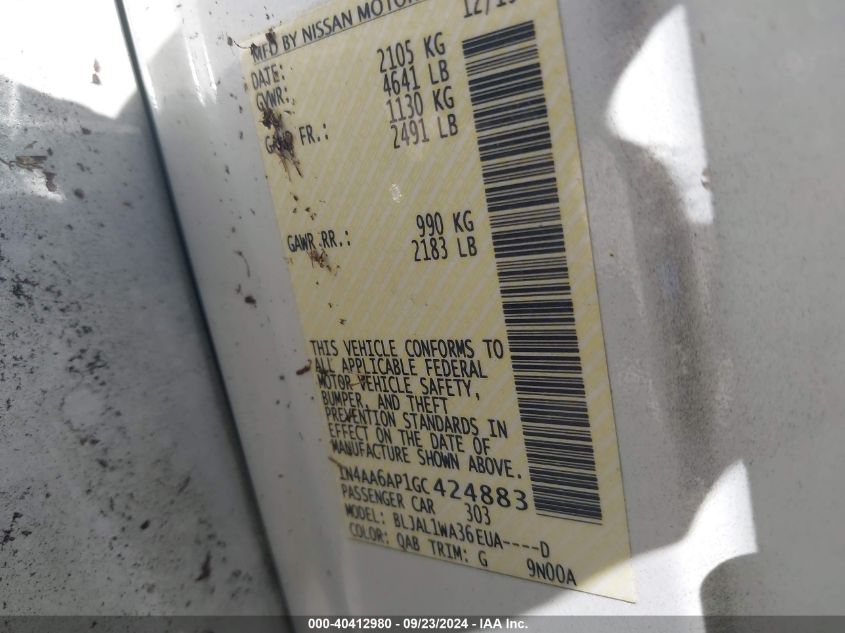 MFD BY NISSAN MOTOR
DATE: 12/15
GVWR: 2105 KG
4641 LB
GAWR FR.: 1130 KG
2491 LB
GAWR RR.: 990 KG
2183 LB
THIS VEHICLE CONFORMS TO
ALL APPLICABLE FEDERAL
MOTOR VEHICLE SAFETY,
BUMPER, AND THEFT
PREVENTION STANDARDS IN
EFFECT ON THE DATE OF
MANUFACTURE SHOWN ABOVE.
1N4AA6AP1GC424883
PASSENGER CAR 303
MODEL: BLJAL1WA36EUA----D
COLOR: QAB TRIM: G 9N00A
000-40412980 - 09/23/2024 - IAA Inc.